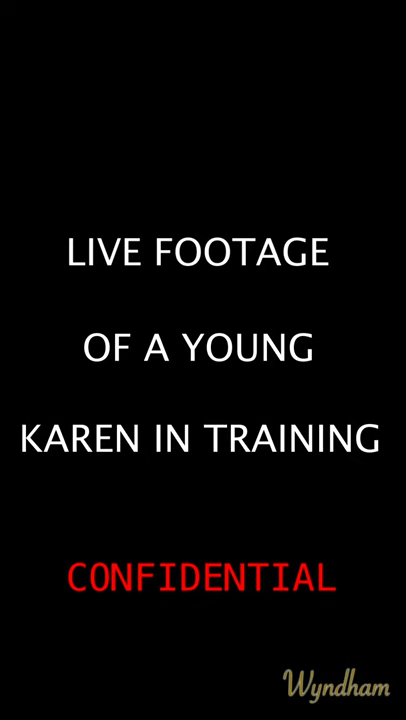 LIVE FOOTAGE
OF A YOUNG
KAREN IN TRAINING
CONFIDENTIAL
Wyndham